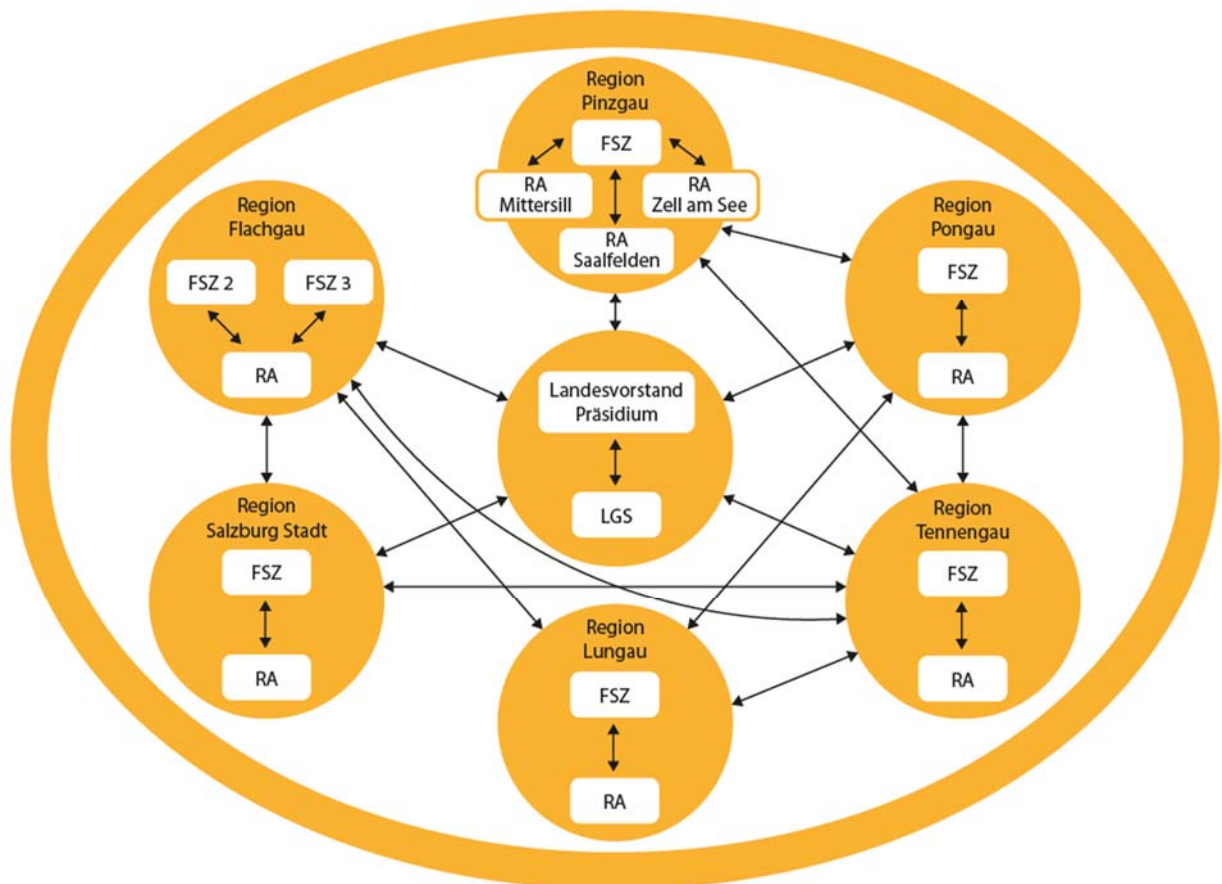 Region
Pinzgau
FSZ
RA
Mittersill
RA
Zell am See
RA
Saalfelden
Region
Flachgau
FSZ 2
FSZ 3
RA
Region
Pongau
FSZ
RA
Landesvorstand
Präsidium
LGS
Region
Salzburg Stadt
FSZ
RA
Region
Tennengau
FSZ
RA
Region
Lungau
FSZ
RA